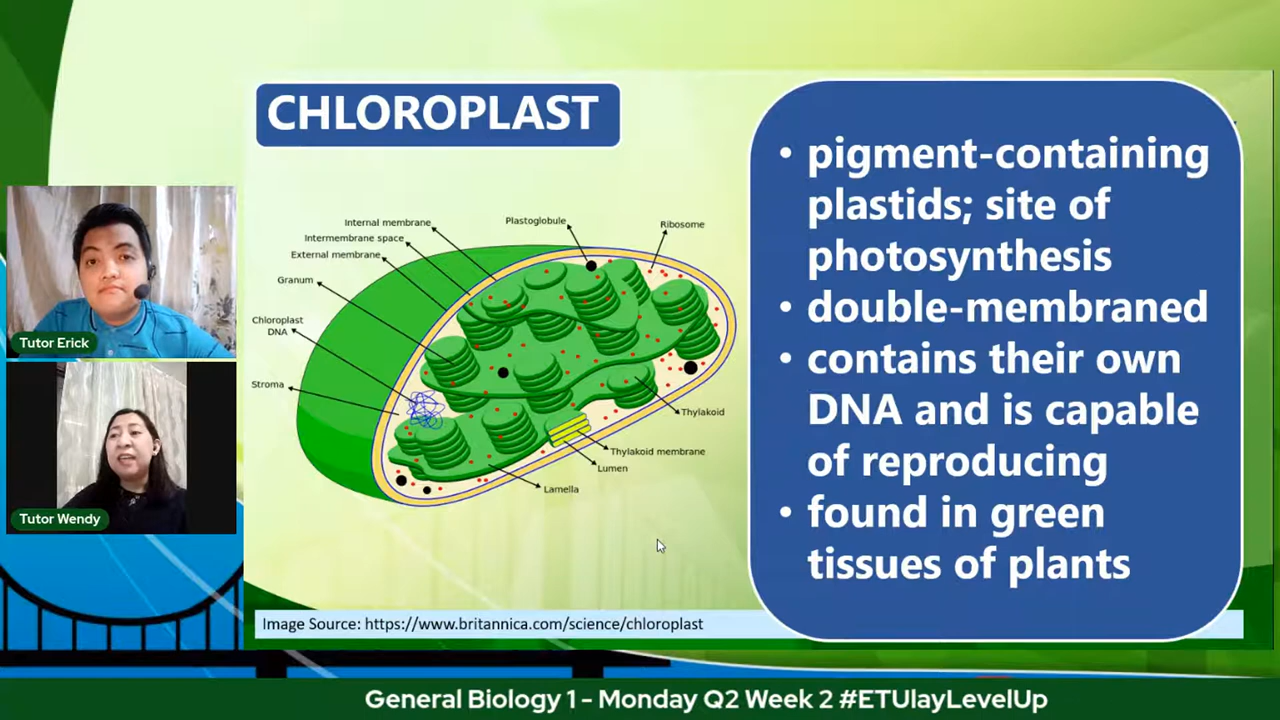 CHLOROPLAST
Internal membrane
Intermembrane space
External membrane
Granum
Chloroplast
DNA
Stroma
Plastoglobule
Ribosome
Thylakoid
Thylakoid membrane
Lumen
Lamella
• pigment-containing
plastids; site of
photosynthesis
• double-membraned
• contains their own
DNA and is capable
of reproducing
• found in green
tissues of plants
Tutor Erick
Tutor Wendy
Image Source: https://www.britannica.com/science/chloroplast
General Biology 1 - Monday Q2 Week 2 #ETUlayLevelUp